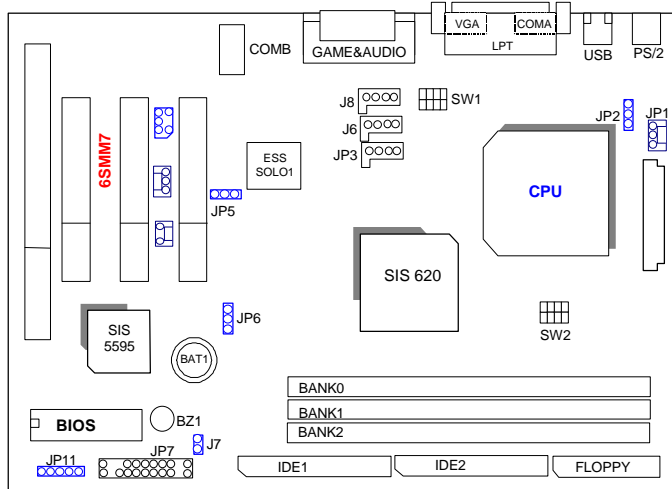 VGA
COMA
COMB
GAME&AUDIO
LPT
USB
PS/2
J8
SW1
JP2
JP1
J6
JP3
6SMM7
ESS
SOLO1
CPU
JP5
SIS 620
JP6
SIS
5595
SW2
BAT1
BANK0
BANK1
BANK2
BIOS
BZ1
J7
JP7
JP11
IDE1
IDE2
FLOPPY